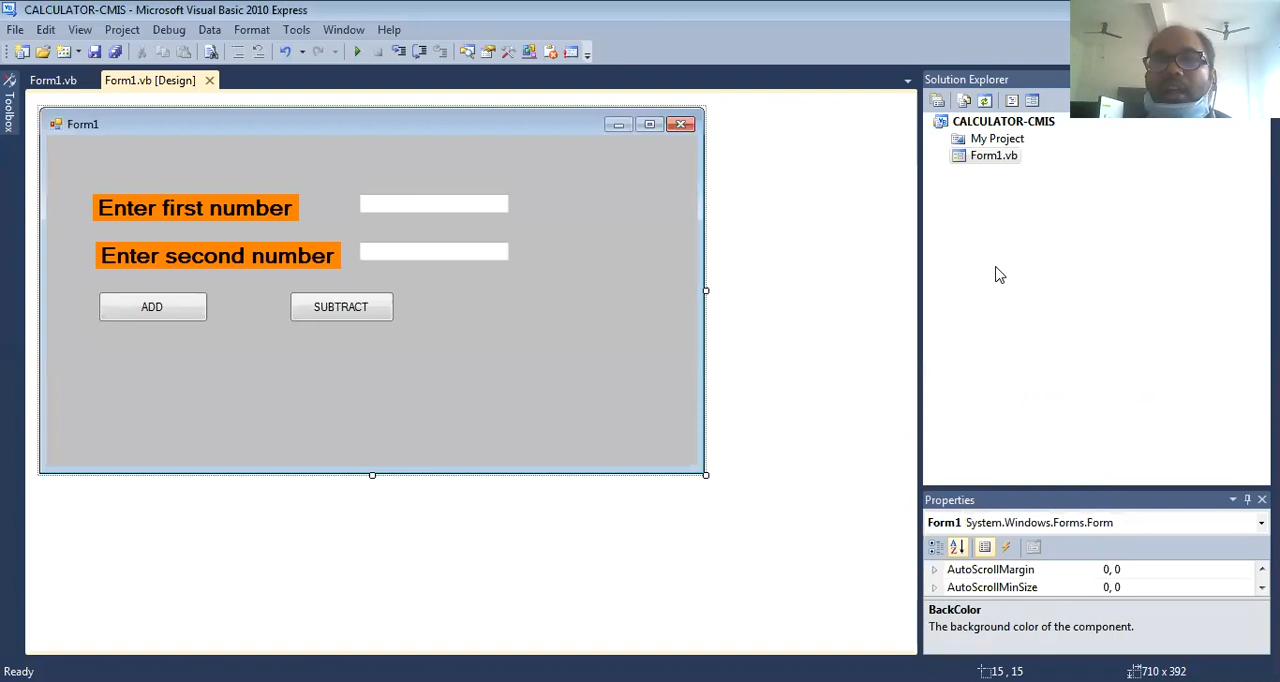 CALCULATOR-CMIS - Microsoft Visual Basic 2010 Express
File Edit View Project Debug Data Format Tools Window Help
Toolbox
Form1.vb Form1.vb [Design]
Form1
Enter first number
Enter second number
ADD SUBTRACT
Solution Explorer
CALCULATOR-CMIS
My Project
Form1.vb
Properties
Form1 System.Windows.Forms.Form
AutoScrollMargin 0, 0
AutoScrollMinSize 0, 0
BackColor
The background color of the component.
Ready 15 , 15 710 x 392